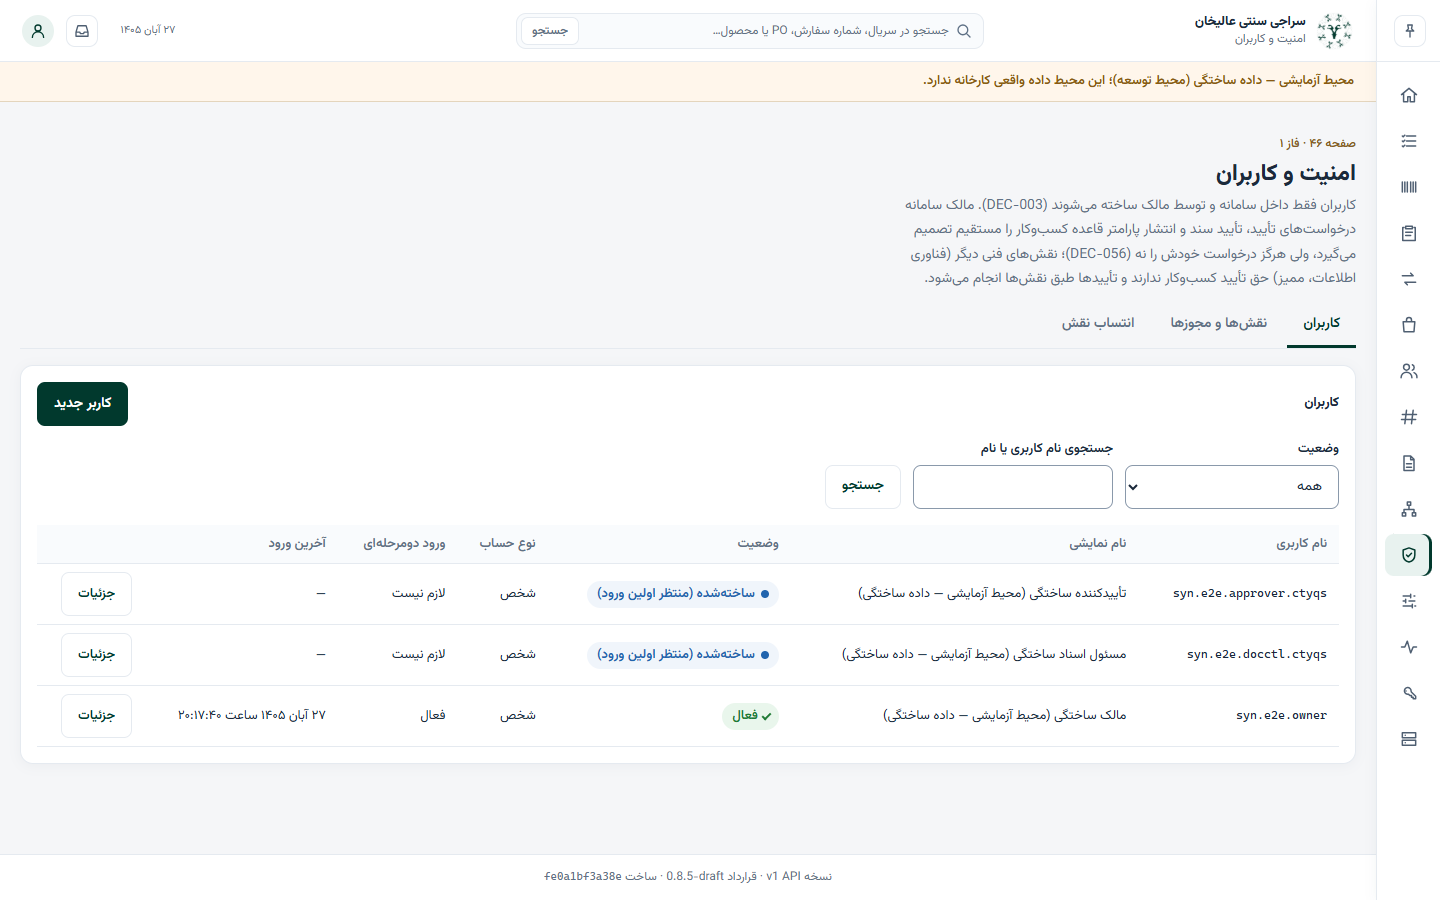 سراجی سنتی عالیخان
امنیت و کاربران
جستجو در سریال، شماره سفارش، PO یا محصول...
جستجو
۲۷ آبان ۱۴۰۵
محیط آزمایشی — داده ساختگی (محیط توسعه)؛ این محیط داده واقعی کارخانه ندارد.
صفحه ۴۶ · فاز ۱
امنیت و کاربران
کاربران فقط داخل سامانه و توسط مالک ساخته می‌شوند (DEC-003). مالک سامانه
درخواست‌های تأیید، تأیید سند و انتشار پارامتر قاعده کسب‌وکار را مستقیم تصمیم
می‌گیرد، ولی هرگز درخواست خودش را نه (DEC-056)؛ نقش‌های فنی دیگر (فناوری
اطلاعات، ممیز) حق تأیید کسب‌وکار ندارند و تأییدها طبق نقش‌ها انجام می‌شود.
کاربران
نقش‌ها و مجوزها
انتساب نقش
کاربران
کاربر جدید
وضعیت
جستجوی نام کاربری یا نام
همه
جستجو
نام کاربری نام نمایشی وضعیت نوع حساب ورود دومرحله‌ای آخرین ورود
syn.e2e.approver.ctyqs تأییدکننده ساختگی (محیط آزمایشی — داده ساختگی) ساخته‌شده (منتظر اولین ورود) شخص لازم نیست — جزئیات
syn.e2e.docctl.ctyqs مسئول اسناد ساختگی (محیط آزمایشی — داده ساختگی) ساخته‌شده (منتظر اولین ورود) شخص لازم نیست — جزئیات
syn.e2e.owner مالک ساختگی (محیط آزمایشی — داده ساختگی) فعال شخص فعال ۲۷ آبان ۱۴۰۵ ساعت ۲۰:۱۷:۴۰ جزئیات
نسخه v1 API · قرارداد 0.8.5-draft · ساخت fe0a1bf3a38e